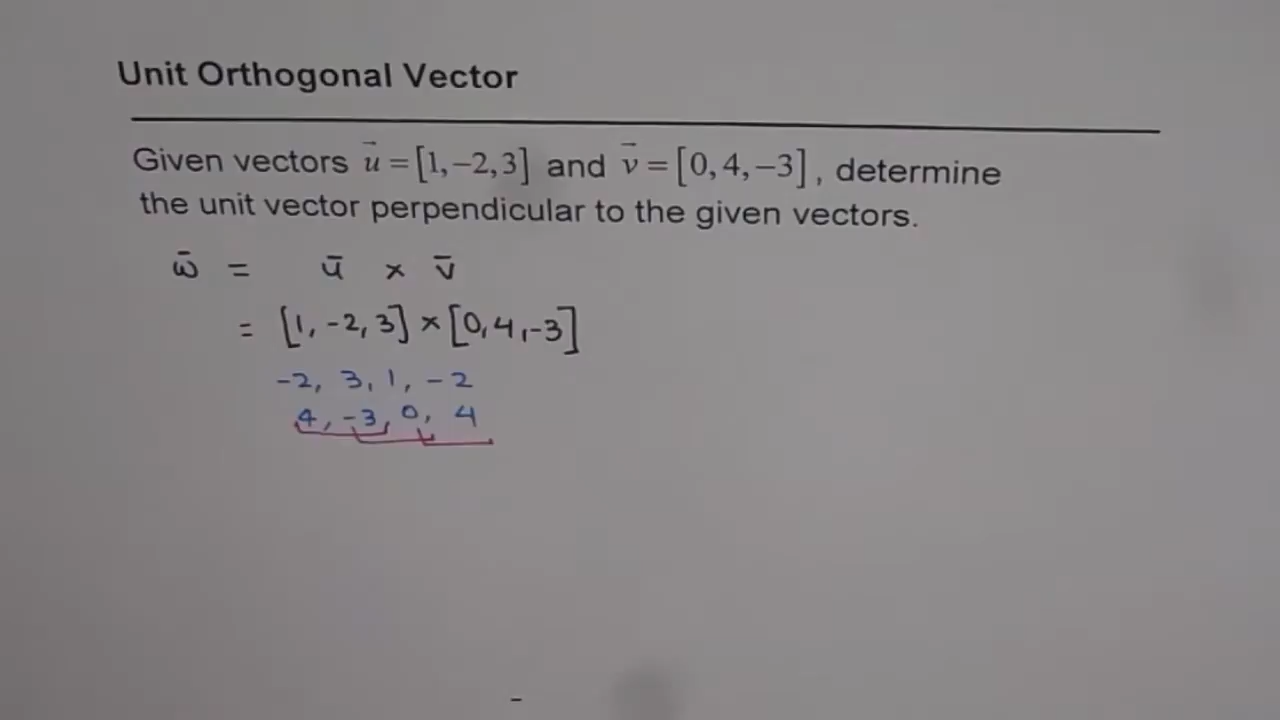 Unit Orthogonal Vector
Given vectors u⃗ = [1, −2, 3] and v⃗ = [0, 4, −3], determine
the unit vector perpendicular to the given vectors.
w̄ = ū × v̄
= [1, -2, 3] × [0, 4, -3]
-2, 3, 1, -2
4, -3, 0, 4